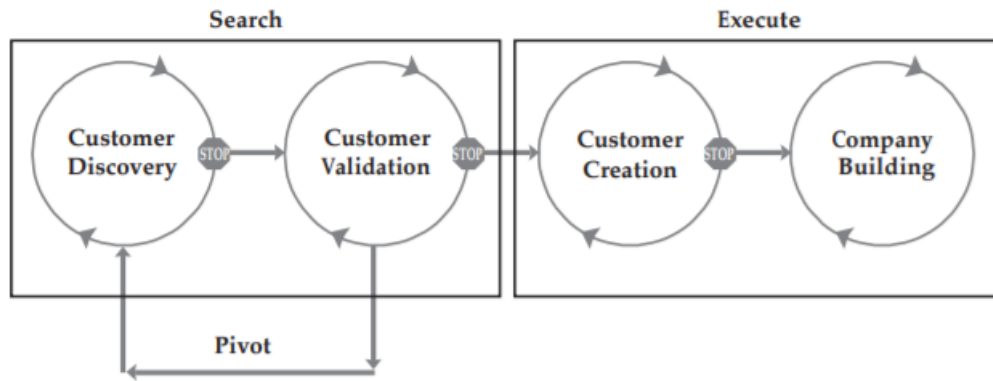 Search
Execute
Customer
Discovery
STOP
Customer
Validation
STOP
Customer
Creation
STOP
Company
Building
Pivot